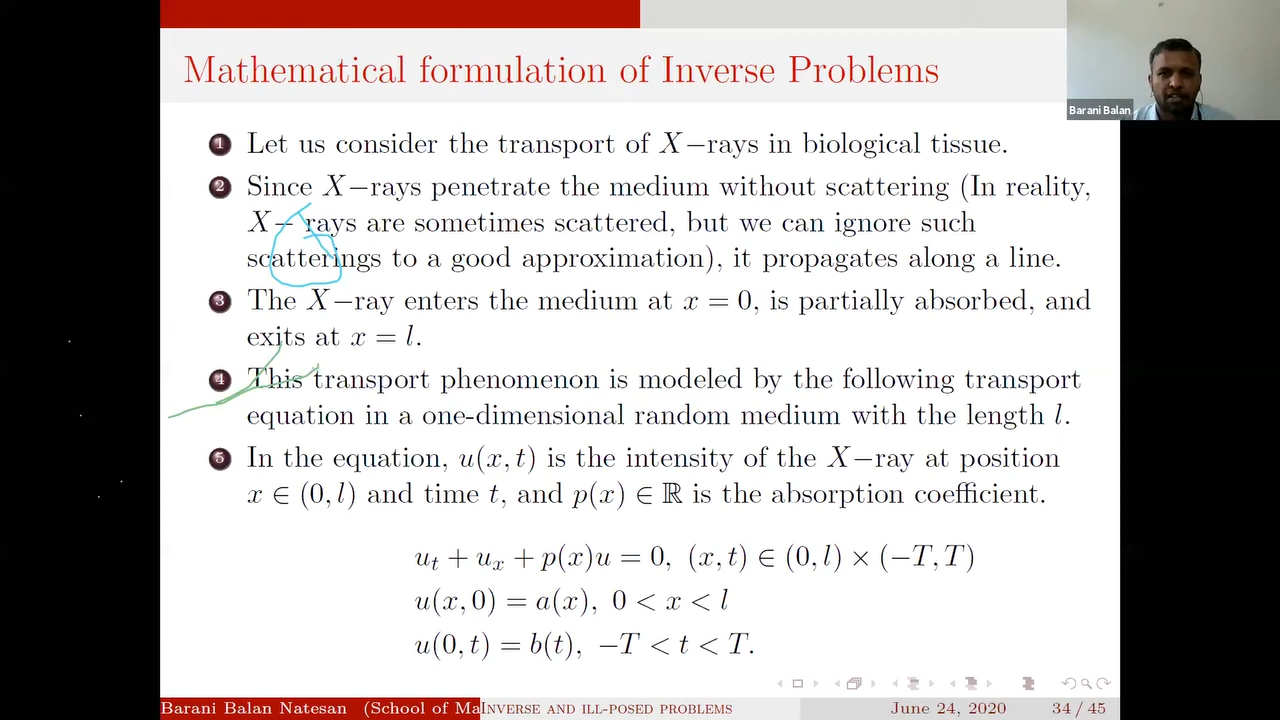 Mathematical formulation of Inverse Problems
Barani Balan
1 Let us consider the transport of X−rays in biological tissue.
2 Since X−rays penetrate the medium without scattering (In reality,
X− rays are sometimes scattered, but we can ignore such
scatterings to a good approximation), it propagates along a line.
3 The X−ray enters the medium at x = 0, is partially absorbed, and
exits at x = l.
4 This transport phenomenon is modeled by the following transport
equation in a one-dimensional random medium with the length l.
5 In the equation, u(x, t) is the intensity of the X−ray at position
x ∈ (0, l) and time t, and p(x) ∈ ℝ is the absorption coefficient.
uₜ + uₓ + p(x)u = 0, (x, t) ∈ (0, l) × (−T, T)
u(x, 0) = a(x), 0 < x < l
u(0, t) = b(t), −T < t < T.
Barani Balan Natesan (School of Ma Inverse and ill-posed problems June 24, 2020 34 / 45